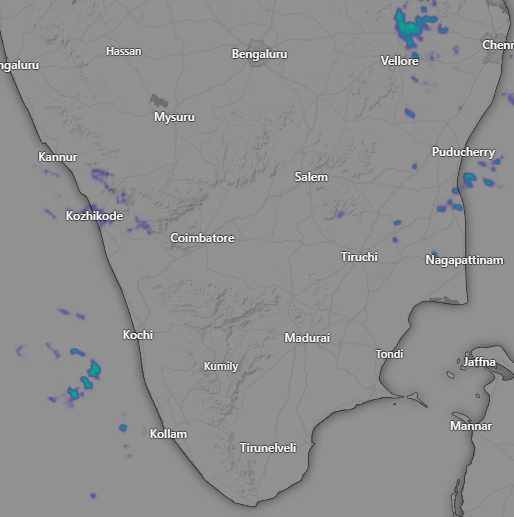 Hassan
Bengaluru
Chenn
ngaluru
Vellore
Mysuru
Kannur
Puducherry
Salem
Kozhikode
Coimbatore
Tiruchi
Nagapattinam
Kochi
Madurai
Tondi
Jaffna
Kumily
Mannar
Kollam
Tirunelveli